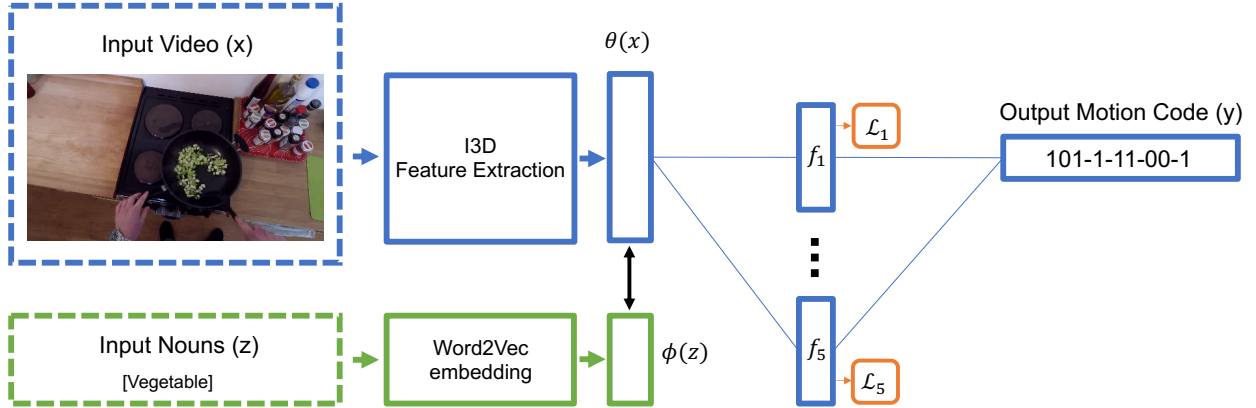 Input Video (x)
I3D
Feature Extraction
θ(x)
f₁
ℒ₁
Output Motion Code (y)
101-1-11-00-1
Input Nouns (z)
[Vegetable]
Word2Vec
embedding
ϕ(z)
f₅
ℒ₅